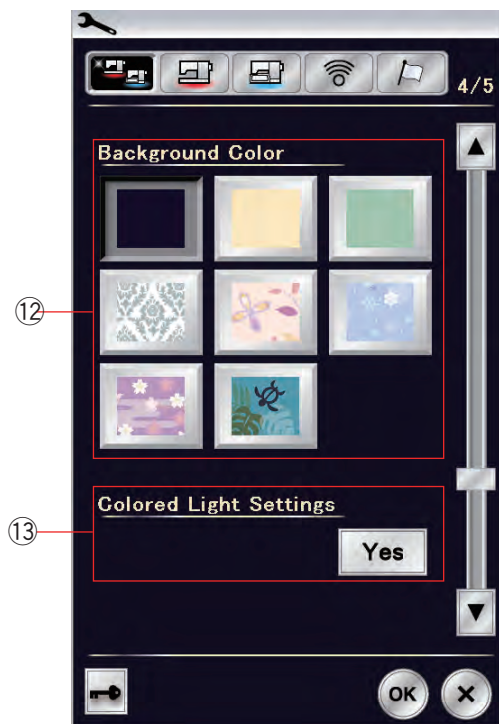 4/5
Background Color
⑫
Colored Light Settings
⑬
Yes
OK